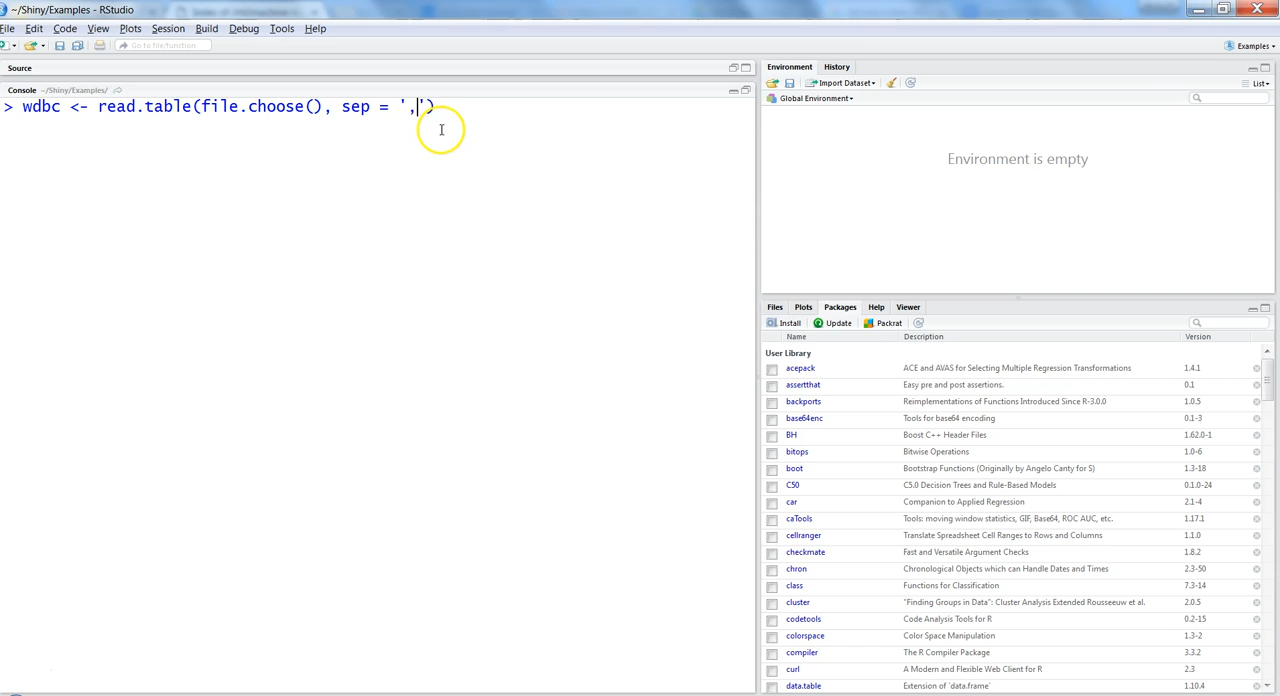 ~/Shiny/Examples - RStudio
File Edit Code View Plots Session Build Debug Tools Help
Go to file/function
Examples
Source
Console ~/Shiny/Examples/
> wdbc <- read.table(file.choose(), sep = ',')
Environment History
Import Dataset
List
Global Environment
Environment is empty
Files Plots Packages Help Viewer
Install Update Packrat
Name Description Version
User Library
acepack ACE and AVAS for Selecting Multiple Regression Transformations 1.4.1
assertthat Easy pre and post assertions. 0.1
backports Reimplementations of Functions Introduced Since R-3.0.0 1.0.5
base64enc Tools for base64 encoding 0.1-3
BH Boost C++ Header Files 1.62.0-1
bitops Bitwise Operations 1.0-6
boot Bootstrap Functions (Originally by Angelo Canty for S) 1.3-18
C50 C5.0 Decision Trees and Rule-Based Models 0.1.0-24
car Companion to Applied Regression 2.1-4
caTools Tools: moving window statistics, GIF, Base64, ROC AUC, etc. 1.17.1
cellranger Translate Spreadsheet Cell Ranges to Rows and Columns 1.1.0
checkmate Fast and Versatile Argument Checks 1.8.2
chron Chronological Objects which can Handle Dates and Times 2.3-50
class Functions for Classification 7.3-14
cluster "Finding Groups in Data": Cluster Analysis Extended Rousseeuw et al. 2.0.5
codetools Code Analysis Tools for R 0.2-15
colorspace Color Space Manipulation 1.3-2
compiler The R Compiler Package 3.3.2
curl A Modern and Flexible Web Client for R 2.3
data.table Extension of `data.frame` 1.10.4